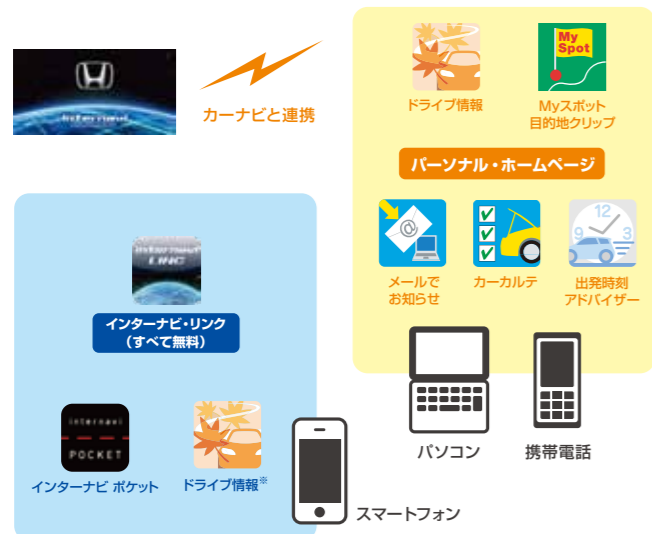 カーナビと連携
My
Spot
ドライブ情報
Myスポット
目的地クリップ
パーソナル・ホームページ
@
12
9
3
メールで
お知らせ
カーカルテ
出発時刻
アドバイザー
LINC
インターナビ・リンク
(すべて無料)
internavi
POCKET
インターナビ ポケット
ドライブ情報※
パソコン
携帯電話
スマートフォン